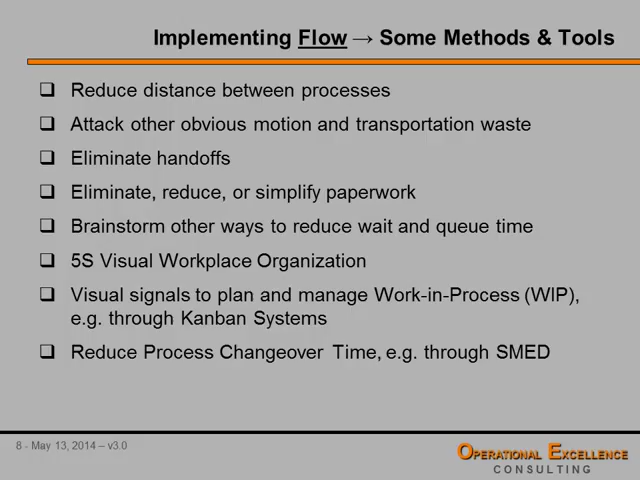 Implementing Flow → Some Methods & Tools
❑ Reduce distance between processes
❑ Attack other obvious motion and transportation waste
❑ Eliminate handoffs
❑ Eliminate, reduce, or simplify paperwork
❑ Brainstorm other ways to reduce wait and queue time
❑ 5S Visual Workplace Organization
❑ Visual signals to plan and manage Work-in-Process (WIP),
e.g. through Kanban Systems
❑ Reduce Process Changeover Time, e.g. through SMED
8 - May 13, 2014 – v3.0
OPERATIONAL EXCELLENCE
CONSULTING